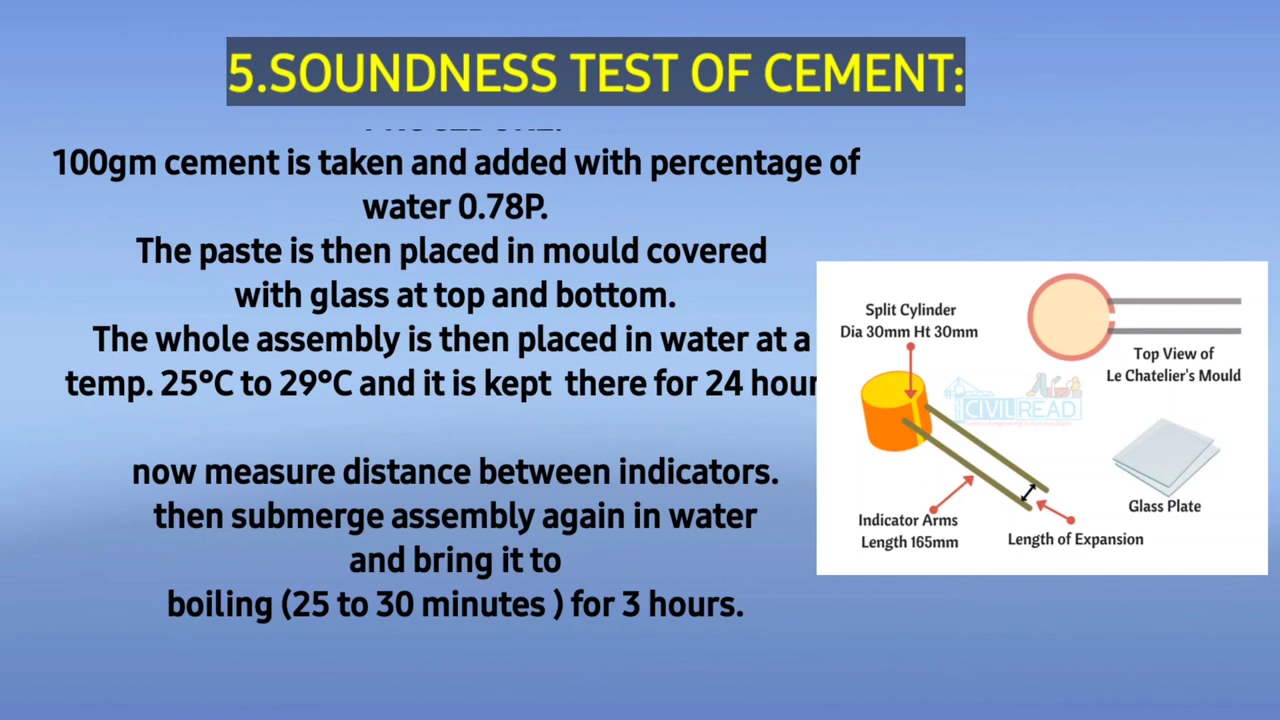 5.SOUNDNESS TEST OF CEMENT:
100gm cement is taken and added with percentage of
water 0.78P.
The paste is then placed in mould covered
with glass at top and bottom.
The whole assembly is then placed in water at a
temp. 25°C to 29°C and it is kept there for 24 hour
now measure distance between indicators.
then submerge assembly again in water
and bring it to
boiling (25 to 30 minutes ) for 3 hours.
Split Cylinder
Dia 30mm Ht 30mm
Top View of
Le Chatelier's Mould
CIVILREAD
Glass Plate
Indicator Arms
Length 165mm
Length of Expansion